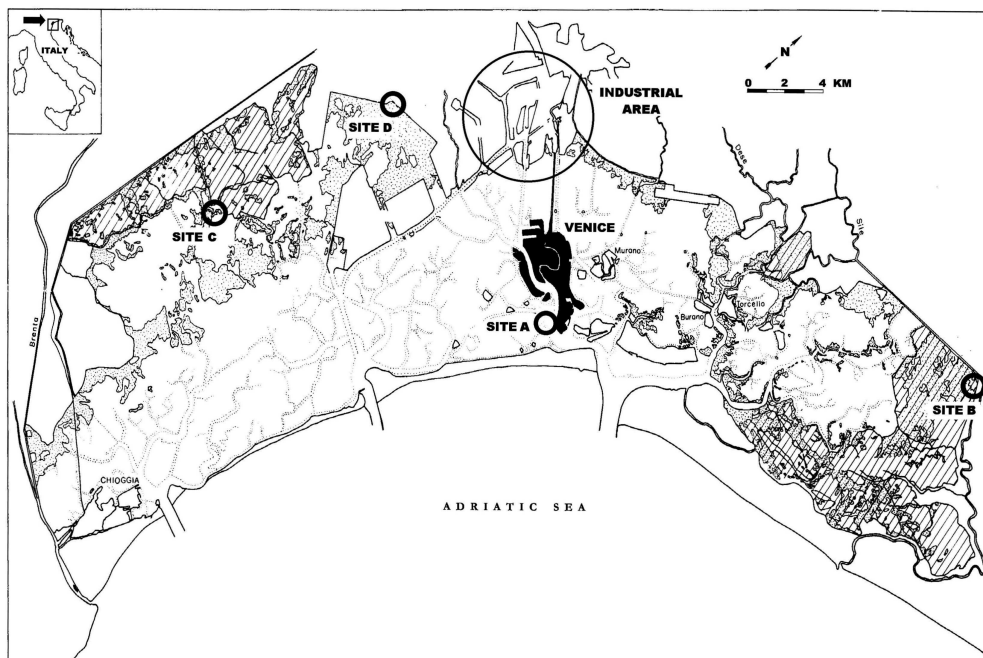 ITALY
N
0 2 4 KM
INDUSTRIAL
AREA
SITE D
Dese
Sile
SITE C
VENICE
Murano
Brenta
SITE A
Burano
Torcello
SITE B
CHIOGGIA
ADRIATIC SEA